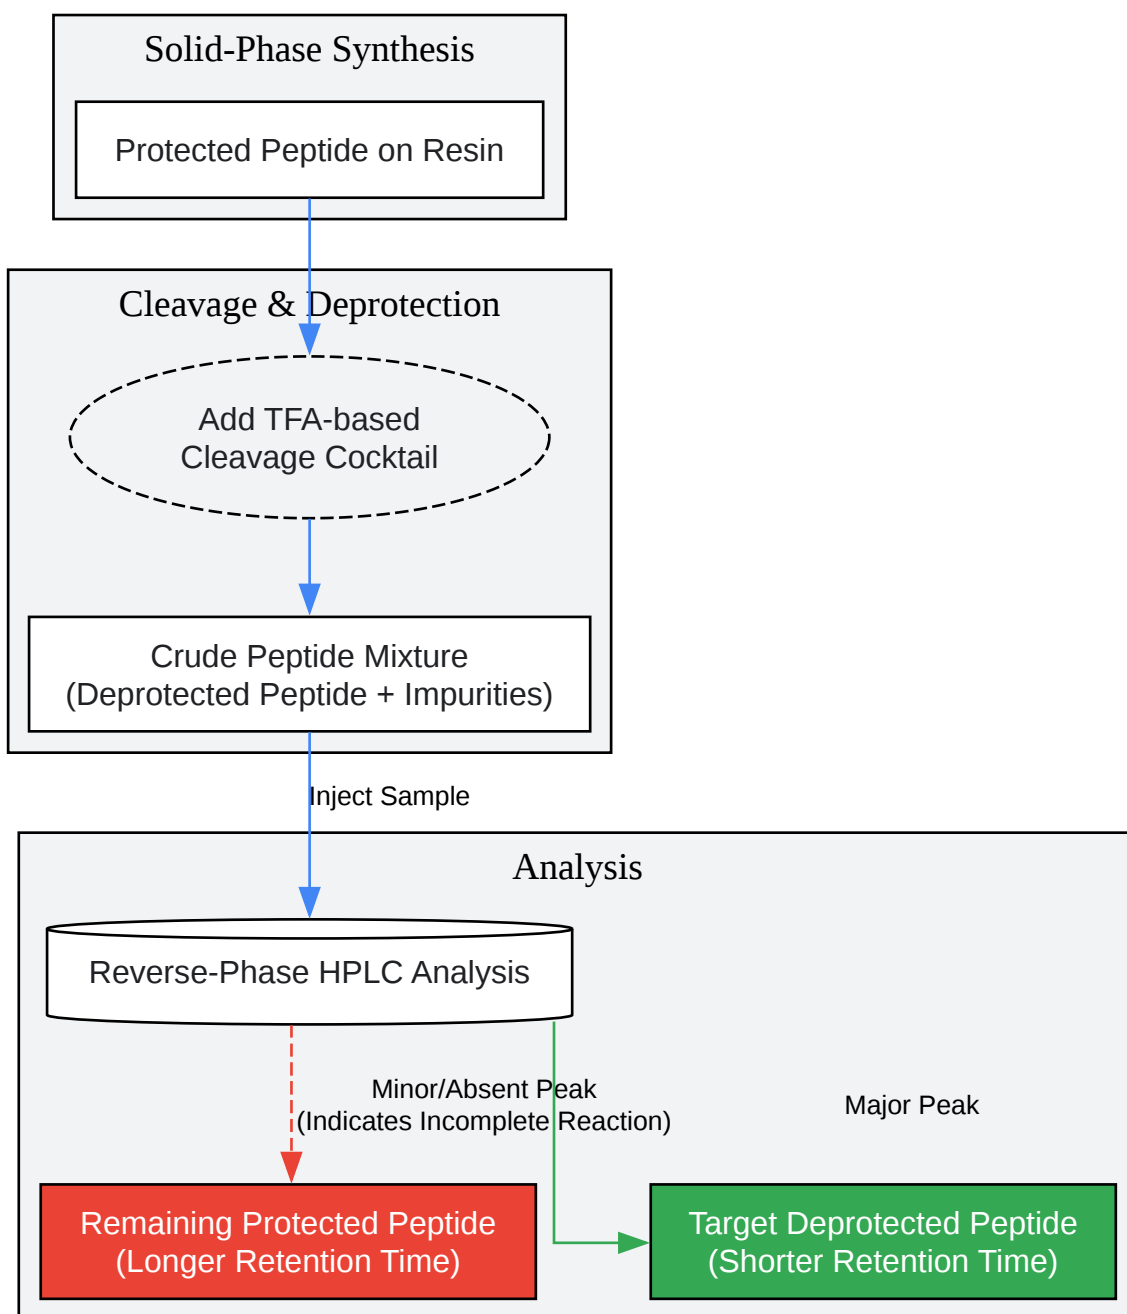 Solid-Phase Synthesis
Protected Peptide on Resin
Cleavage & Deprotection
Add TFA-based
Cleavage Cocktail
Crude Peptide Mixture
(Deprotected Peptide + Impurities)
Inject Sample
Analysis
Reverse-Phase HPLC Analysis
Minor/Absent Peak
(Indicates Incomplete Reaction)
Major Peak
Remaining Protected Peptide
(Longer Retention Time)
Target Deprotected Peptide
(Shorter Retention Time)